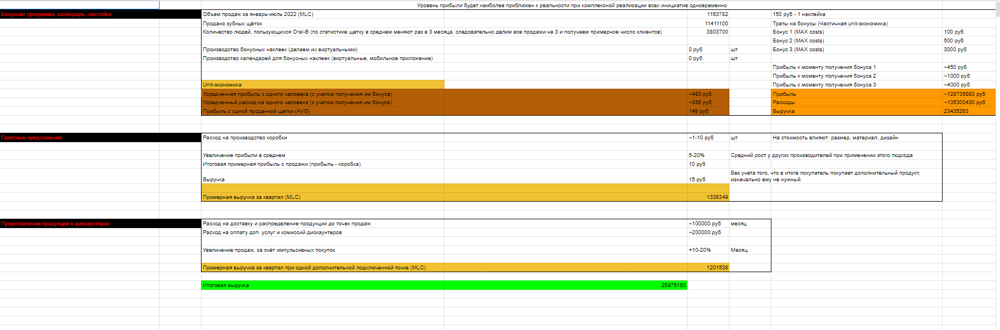 Уровень прибыли будет наиболее приближен к реальности при комплексной реализации всех инициатив одновременно
Бонусная программа, календарь, наклейки
Объем продаж за январь-июль 2022 (MLC) 1163782 150 руб - 1 наклейка
Продано зубных щёток 11411100 Траты на бонусы (Частичная unit-экономика)
Количество людей, пользующихся Oral-B (по статистике щетку в среднем меняют раз в 3 месяца, следовательно делим все продажи на 3 и получаем примерное число клиентов) 3803700 Бонус 1 (MAX costs) 100 руб
Бонус 2 (MAX costs) 500 руб
Производство бонусных наклеек (делаем их виртуальными) 0 руб шт Бонус 3 (MAX costs) 3000 руб
Производство календарей для бонусных наклеек (виртуальные, мобильное приложение) 0 руб шт
Прибыль к моменту получения бонуса 1 ~450 руб
Прибыль к моменту получения бонуса 2 ~1000 руб
Unit-экономика Прибыль к моменту получения бонуса 3 ~4000 руб
Усредненная прибыль с одного человека (с учетом получения им бонуса) ~493 руб Прибыль ~128735893 руб
Усредненный расход на одного человека (с учетом получения им бонуса) ~386 руб Расходы ~105300430 руб
Прибыль с одной проданной щетки (AVG) 149 руб Выручка 23435263
Пакетные предложения
Расход на производство коробки ~1-10 руб шт На стоимость влияют: размер, материал, дизайн
Увеличение прибыли в среднем 5-20% Средний рост у других производителей при применении этого подхода
Итоговая примерная прибыль с продажи (прибыль - коробка) 10 руб
Выручка 15 руб Без учета того, что в итоге покупатель покупает дополнительный продукт,
изначально ему не нужный
Примерная выручка за квартал (MLC) 1338349
Представление продукции в дискаунтерах
Расход на доставку и распределение продукции до точек продаж ~100000 руб месяц
Расход на оплату доп. услуг и комиссий дискаунтеров ~200000 руб
Увеличение продаж, за счёт импульсивных покупок +10-20% Месяц
Примерная выручка за квартал при одной дополнительной подключенной точке (MLC) 1201538
Итоговая выручка 25975150